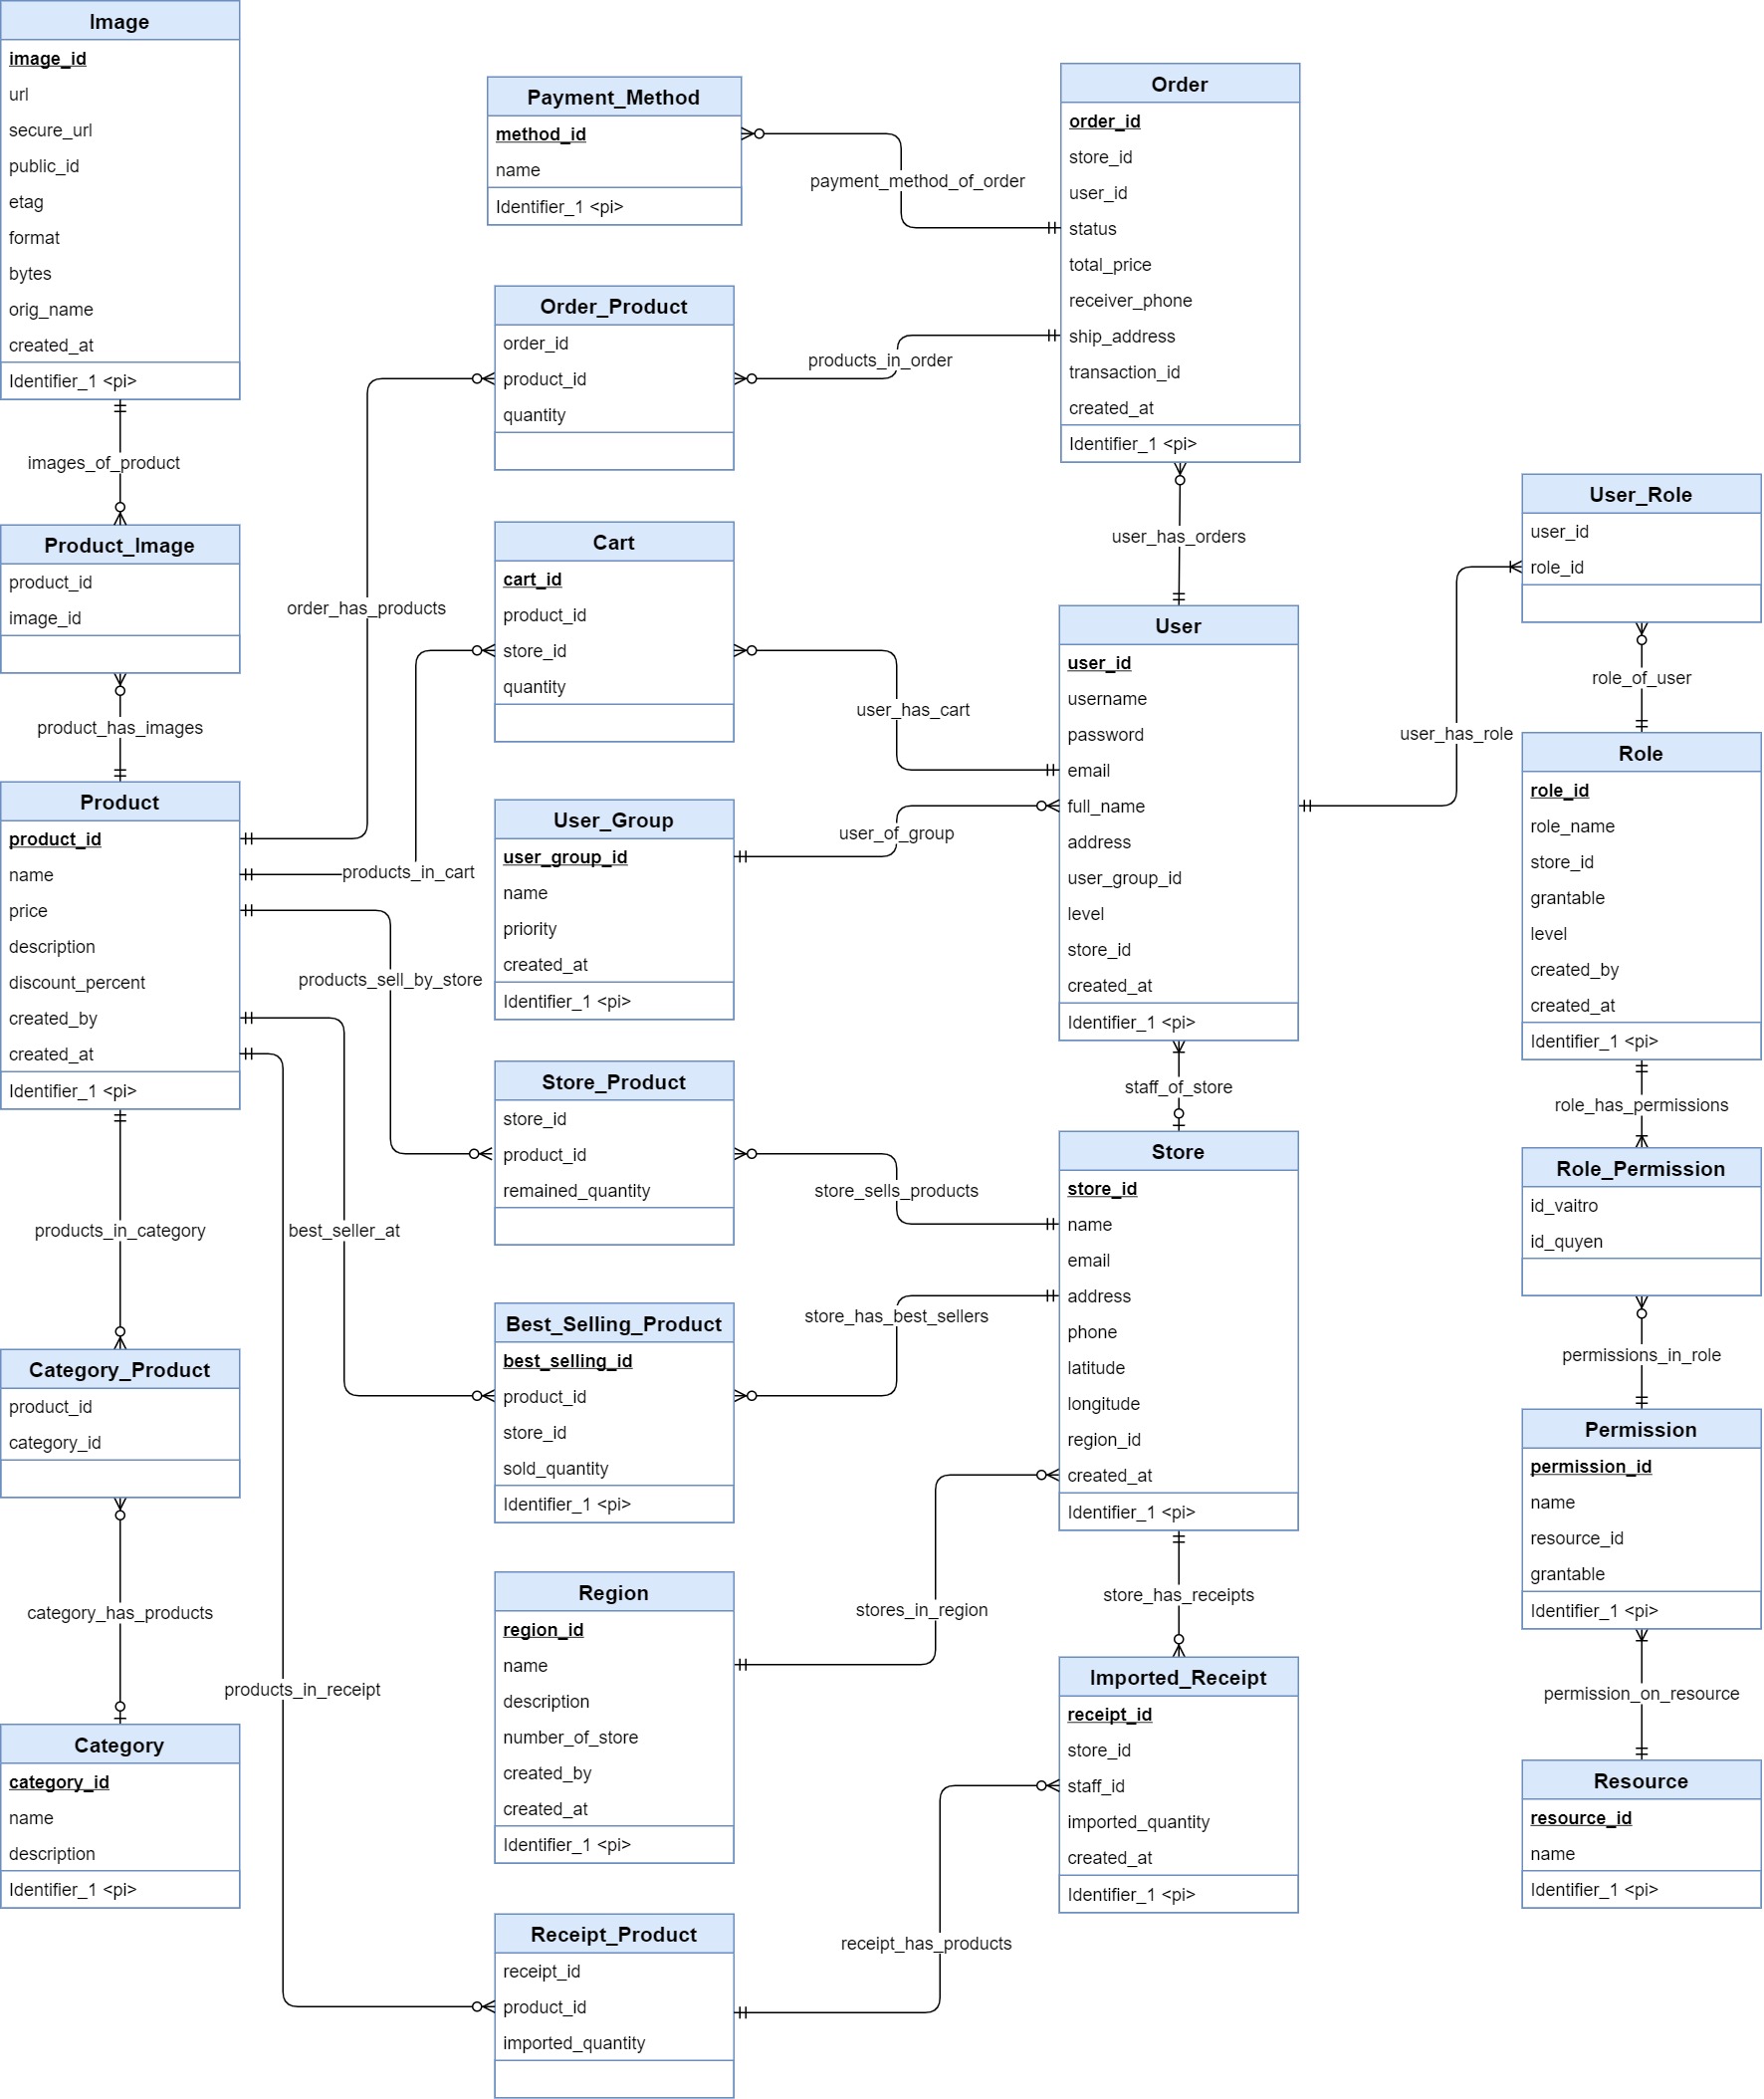 Image
image_id
url
secure_url
public_id
etag
format
bytes
orig_name
created_at
Identifier_1 <pi>
images_of_product
Product_Image
product_id
image_id
product_has_images
Product
product_id
name
price
description
discount_percent
created_by
created_at
Identifier_1 <pi>
products_in_category
Category_Product
product_id
category_id
category_has_products
Category
category_id
name
description
Identifier_1 <pi>
order_has_products
products_in_cart
products_sell_by_store
best_seller_at
products_in_receipt
Payment_Method
method_id
name
Identifier_1 <pi>
Order_Product
order_id
product_id
quantity
Cart
cart_id
product_id
store_id
quantity
User_Group
user_group_id
name
priority
created_at
Identifier_1 <pi>
Store_Product
store_id
product_id
remained_quantity
Best_Selling_Product
best_selling_id
product_id
store_id
sold_quantity
Identifier_1 <pi>
Region
region_id
name
description
number_of_store
created_by
created_at
Identifier_1 <pi>
Receipt_Product
receipt_id
product_id
imported_quantity
payment_method_of_order
products_in_order
user_has_cart
user_of_group
store_sells_products
store_has_best_sellers
stores_in_region
receipt_has_products
Order
order_id
store_id
user_id
status
total_price
receiver_phone
ship_address
transaction_id
created_at
Identifier_1 <pi>
user_has_orders
User
user_id
username
password
email
full_name
address
user_group_id
level
store_id
created_at
Identifier_1 <pi>
staff_of_store
Store
store_id
name
email
address
phone
latitude
longitude
region_id
created_at
Identifier_1 <pi>
store_has_receipts
Imported_Receipt
receipt_id
store_id
staff_id
imported_quantity
created_at
Identifier_1 <pi>
user_has_role
User_Role
user_id
role_id
role_of_user
Role
role_id
role_name
store_id
grantable
level
created_by
created_at
Identifier_1 <pi>
role_has_permissions
Role_Permission
id_vaitro
id_quyen
permissions_in_role
Permission
permission_id
name
resource_id
grantable
Identifier_1 <pi>
permission_on_resource
Resource
resource_id
name
Identifier_1 <pi>